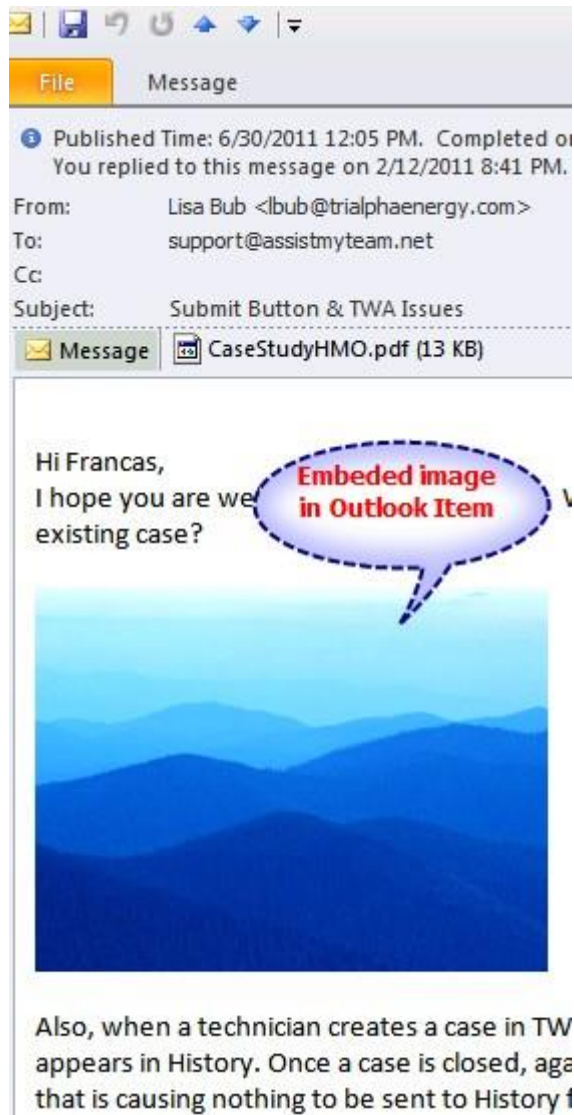 File Message
Published Time: 6/30/2011 12:05 PM. Completed on
You replied to this message on 2/12/2011 8:41 PM.
From: Lisa Bub <lbub@trialphaenergy.com>
To: support@assistmyteam.net
Cc:
Subject: Submit Button & TWA Issues
Message CaseStudyHMO.pdf (13 KB)
Hi Francas,
I hope you are we
existing case?
Embeded image
in Outlook Item
Also, when a technician creates a case in TW
appears in History. Once a case is closed, aga
that is causing nothing to be sent to History f